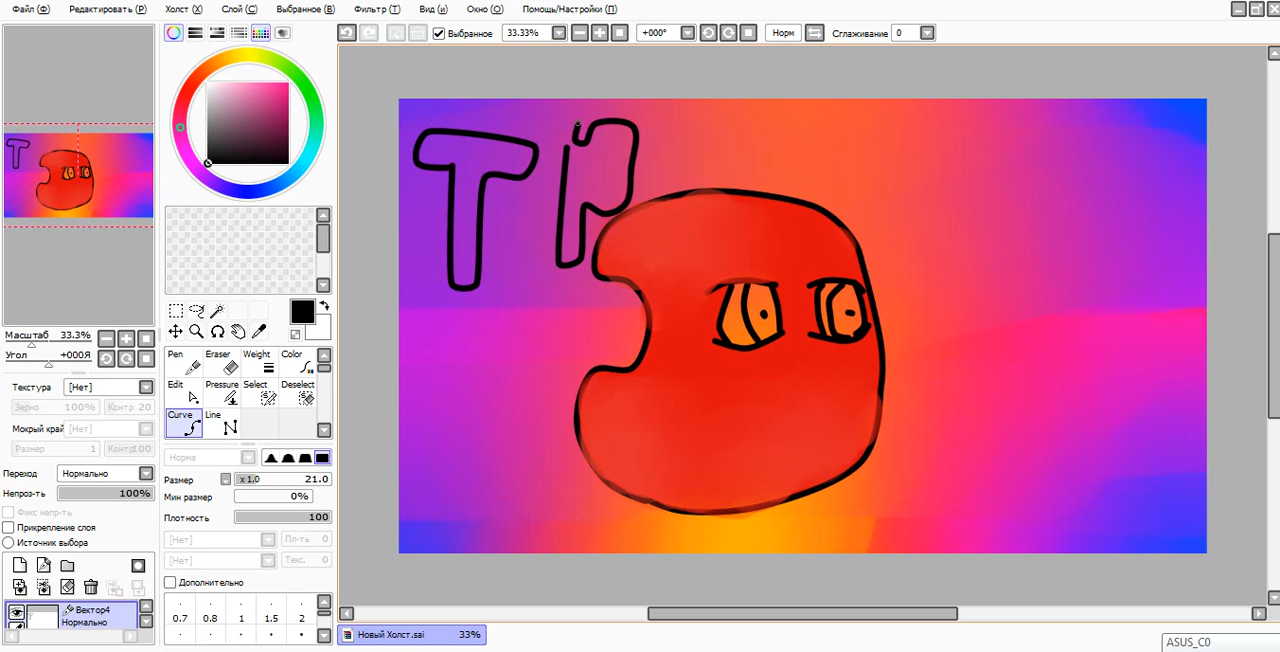 Файл (Ф) Редактировать (Р) Холст (X) Слой (С) Выбранное (В) Фильтр (Т) Вид (и) Окно (О) Помощь/Настройки (П)
Выбранное 33.33% +000° Норм Сглаживание 0
ТР
Масштаб 33.3%
Угол +000Я
Текстура [Нет]
Зерно 100% Контр 20
Мокрый край [Нет]
Размер 1 Контр 100
Переход Нормально
Непроз-ть 100%
Фикс непр-ть
Прикрепление слоя
Источник выбора
Вектор4
Нормально
Pen Eraser Weight Color
Edit Pressure Select Deselect
Curve Line
Норма
Размер x 1.0 21.0
Мин размер 0%
Плотность 100
[Нет] Пл-ть 0
[Нет] Текс. 0
Дополнительно
0.7 0.8 1 1.5 2
Новый Холст.sai 33%
ASUS_C0